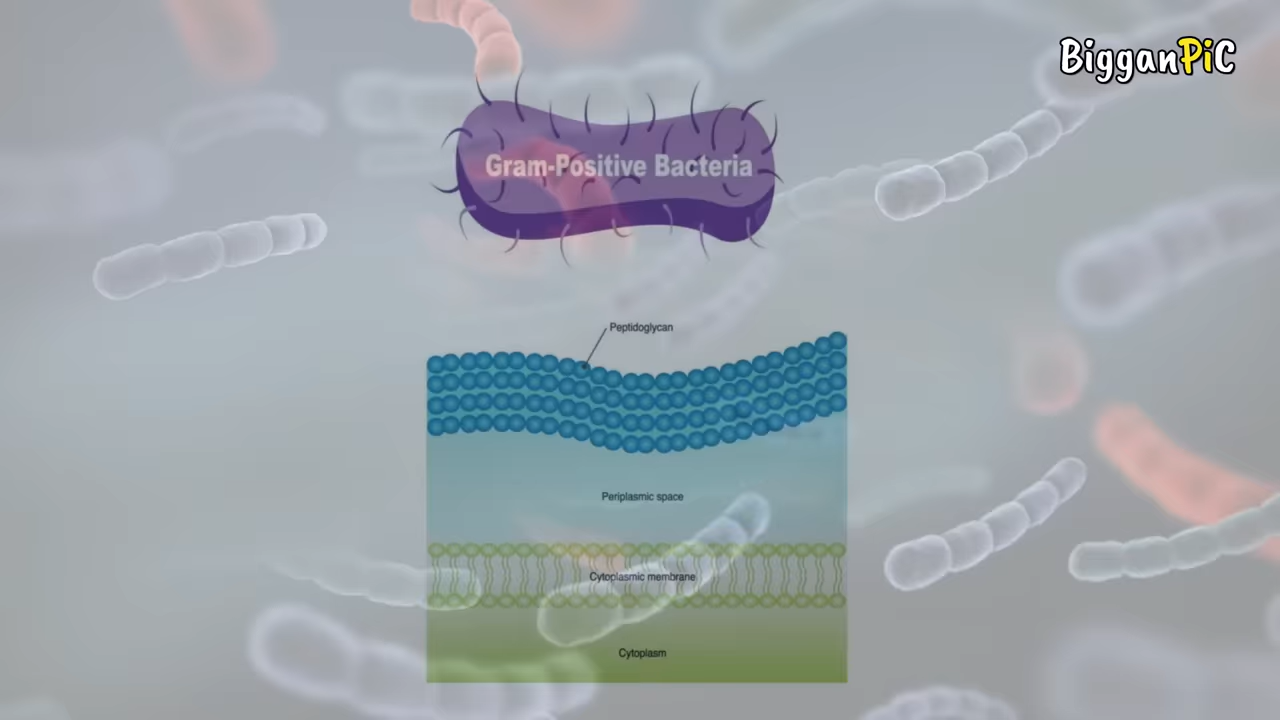 BigganPiC
Gram-Positive Bacteria
Peptidoglycan
Periplasmic space
Cytoplasmic membrane
Cytoplasm